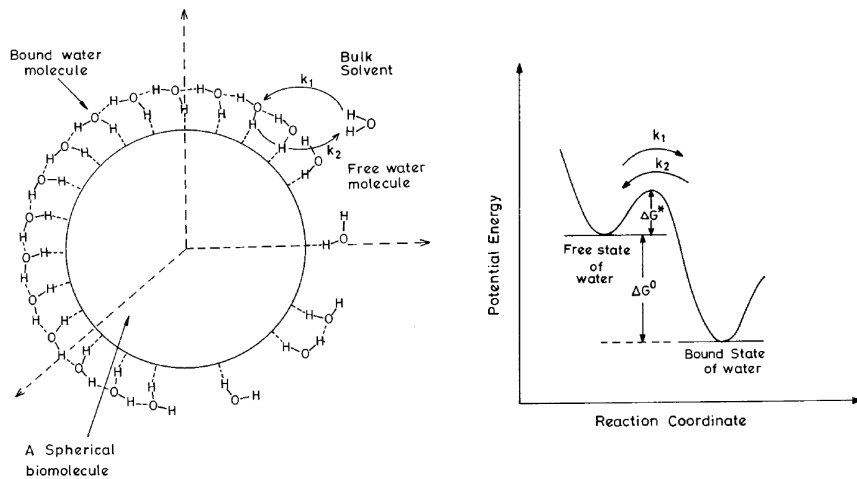 Bound water
molecule
Bulk
Solvent
k₁
k₂
Free water
molecule
A Spherical
biomolecule
H O H O H O H O H O H
H
O
H
Potential Energy
k₁
k₂
ΔG*
Free state
of
water
ΔG⁰
Bound State
of water
Reaction Coordinate